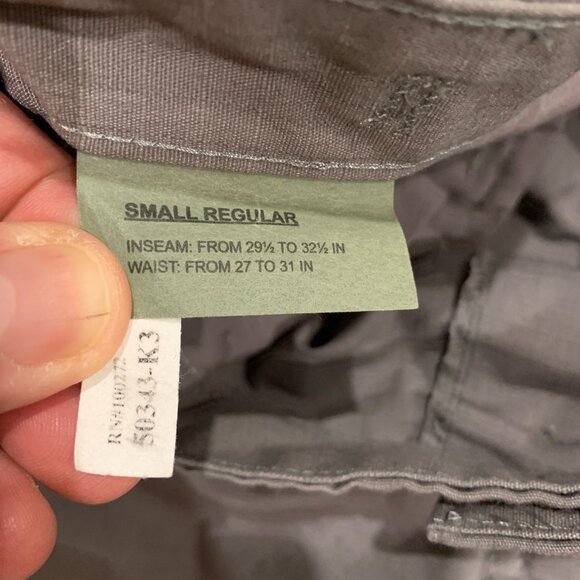 SMALL REGULAR
INSEAM: FROM 29½ TO 32½ IN
WAIST: FROM 27 TO 31 IN
RN#100272
50343-K3